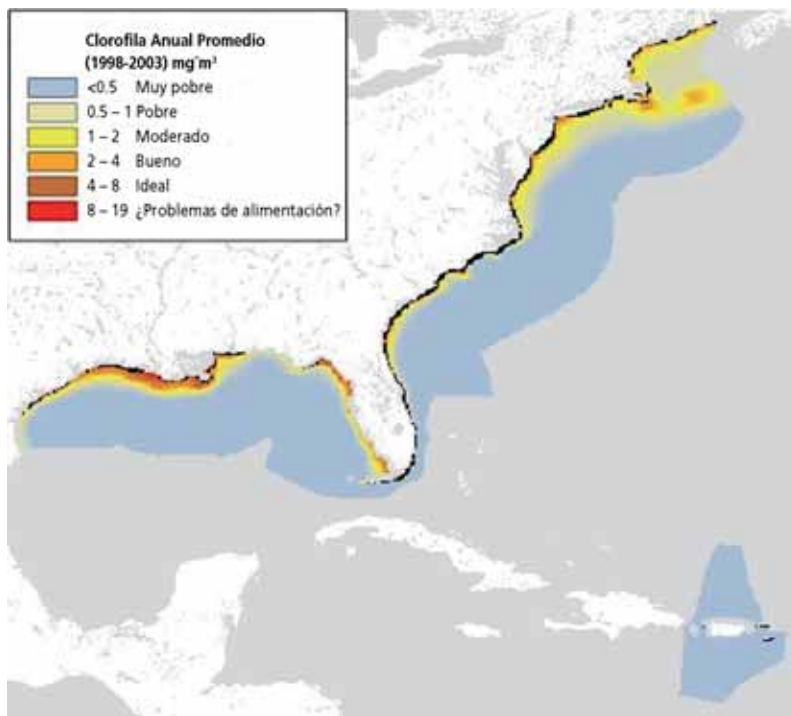 Clorofila Anual Promedio
(1998-2003) mg˙m³
<0.5 Muy pobre
0.5 – 1 Pobre
1 – 2 Moderado
2 – 4 Bueno
4 – 8 Ideal
8 – 19 ¿Problemas de alimentación?